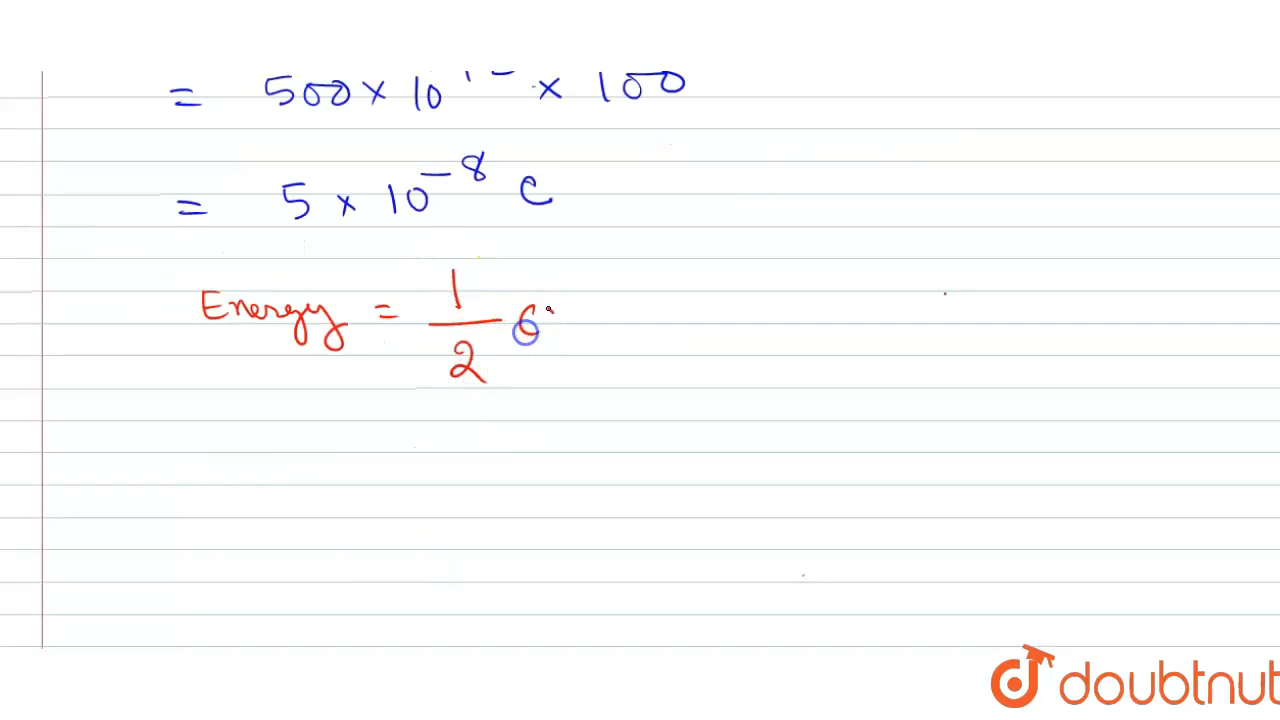 = 500 × 10 × 100
= 5 × 10⁻⁸ C
Energy = 1/2
doubtnut